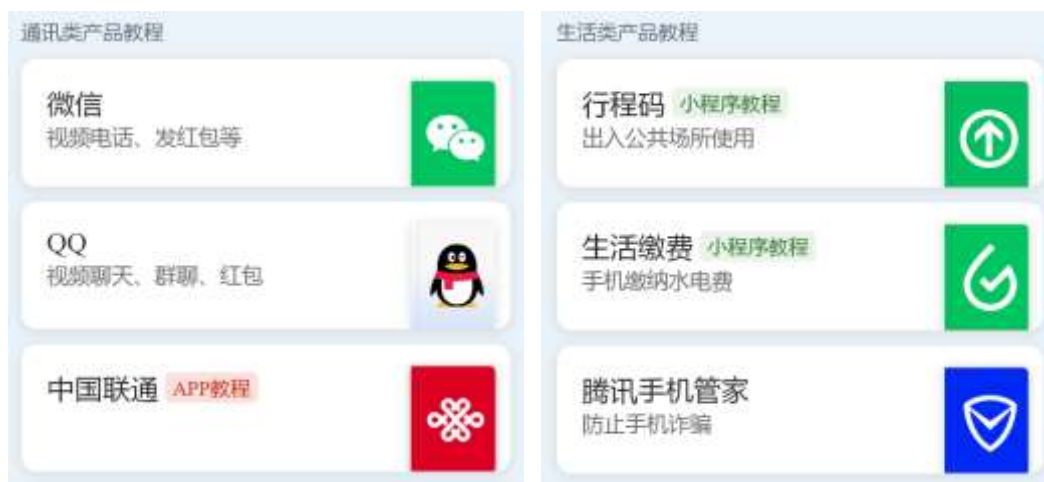 通讯类产品教程
微信
视频电话、发红包等
QQ
视频聊天、群聊、红包
中国联通 APP教程
生活类产品教程
行程码 小程序教程
出入公共场所使用
生活缴费 小程序教程
手机缴纳水电费
腾讯手机管家
防止手机诈骗